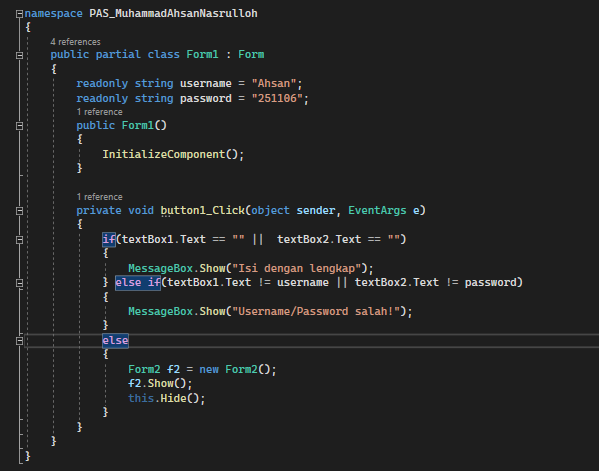 namespace PAS_MuhammadAhsanNasrulloh
{
4 references
public partial class Form1 : Form
{
readonly string username = "Ahsan";
readonly string password = "251106";
1 reference
public Form1()
{
InitializeComponent();
}
1 reference
private void button1_Click(object sender, EventArgs e)
{
if(textBox1.Text == "" ||  textBox2.Text == "")
{
MessageBox.Show("Isi dengan lengkap");
} else if(textBox1.Text != username || textBox2.Text != password)
{
MessageBox.Show("Username/Password salah!");
}
else
{
Form2 f2 = new Form2();
f2.Show();
this.Hide();
}
}
}
}